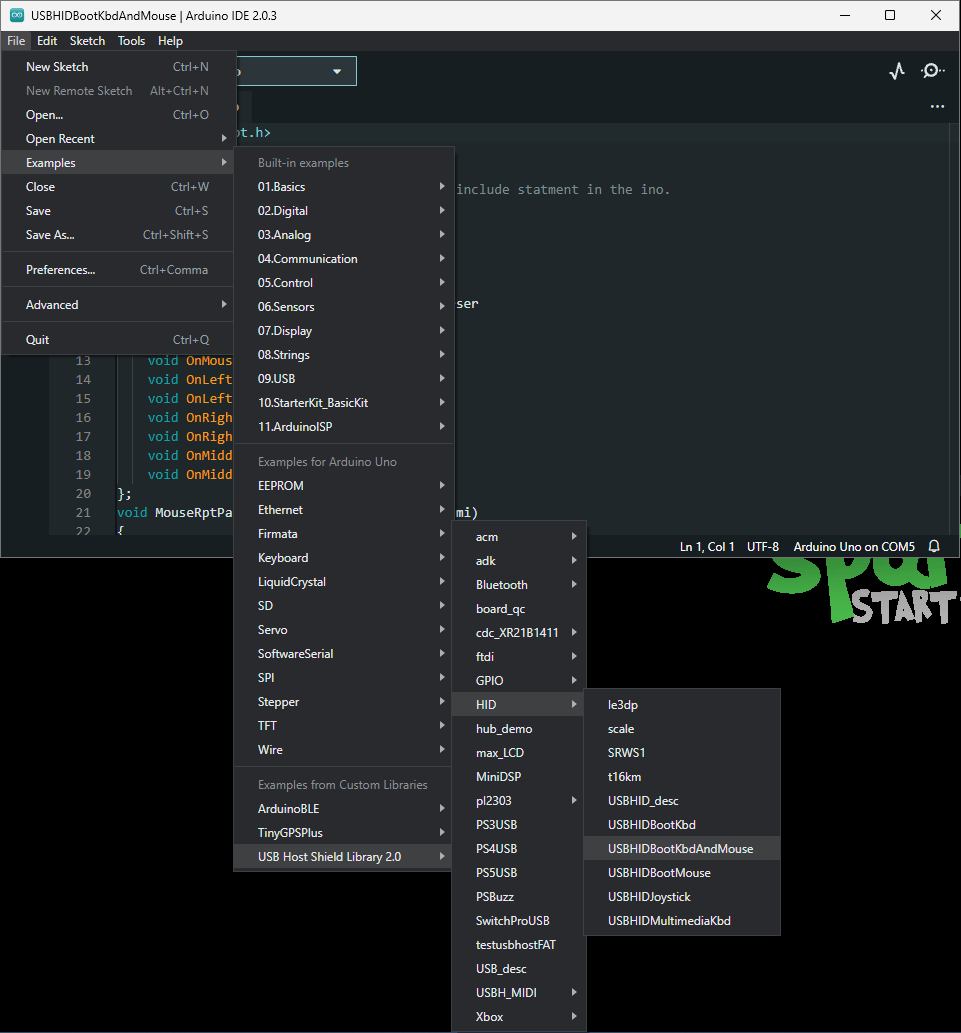 USBHIDBootKbdAndMouse | Arduino IDE 2.0.3
File Edit Sketch Tools Help
New Sketch Ctrl+N
New Remote Sketch Alt+Ctrl+N
Open... Ctrl+O
Open Recent
Examples
Close Ctrl+W
Save Ctrl+S
Save As... Ctrl+Shift+S
Preferences... Ctrl+Comma
Advanced
Quit Ctrl+Q
pt.h>
include statment in the ino.
ser
13 void OnMous
14 void OnLeft
15 void OnLeft
16 void OnRigh
17 void OnRigh
18 void OnMidd
19 void OnMidd
20 };
21 void MouseRptPa mi)
22 {
Built-in examples
01.Basics
02.Digital
03.Analog
04.Communication
05.Control
06.Sensors
07.Display
08.Strings
09.USB
10.StarterKit_BasicKit
11.ArduinoISP
Examples for Arduino Uno
EEPROM
Ethernet
Firmata
Keyboard
LiquidCrystal
SD
Servo
SoftwareSerial
SPI
Stepper
TFT
Wire
Examples from Custom Libraries
ArduinoBLE
TinyGPSPlus
USB Host Shield Library 2.0
acm
adk
Bluetooth
board_qc
cdc_XR21B1411
ftdi
GPIO
HID
hub_demo
max_LCD
MiniDSP
pl2303
PS3USB
PS4USB
PS5USB
PSBuzz
SwitchProUSB
testusbhostFAT
USB_desc
USBH_MIDI
Xbox
le3dp
scale
SRWS1
t16km
USBHID_desc
USBHIDBootKbd
USBHIDBootKbdAndMouse
USBHIDBootMouse
USBHIDJoystick
USBHIDMultimediaKbd
Ln 1, Col 1 UTF-8 Arduino Uno on COM5
START